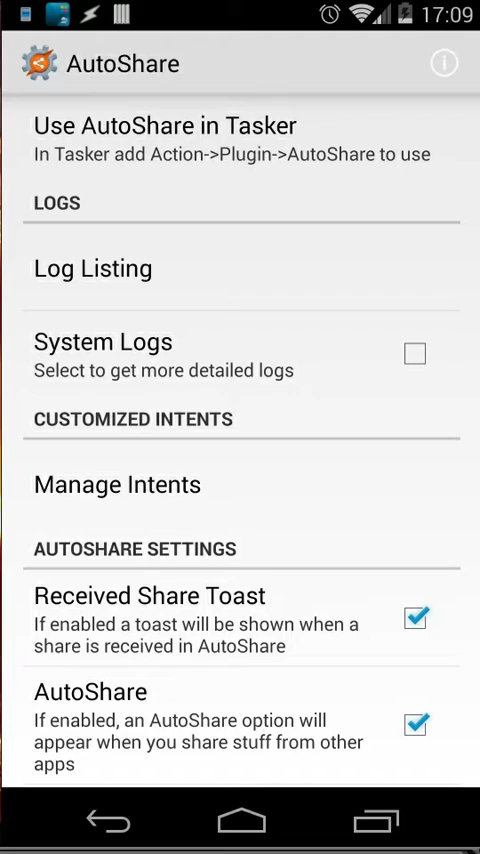 17:09
AutoShare
Use AutoShare in Tasker
In Tasker add Action->Plugin->AutoShare to use
LOGS
Log Listing
System Logs
Select to get more detailed logs
CUSTOMIZED INTENTS
Manage Intents
AUTOSHARE SETTINGS
Received Share Toast
If enabled a toast will be shown when a
share is received in AutoShare
AutoShare
If enabled, an AutoShare option will
appear when you share stuff from other
apps